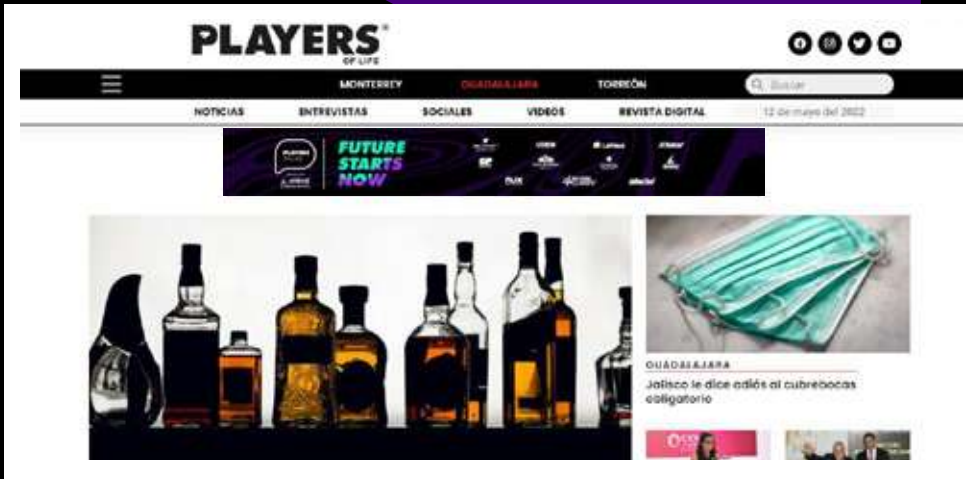 PLAYERS®
OF LIFE
MONTERREY GUADALAJARA TORREÓN Buscar
NOTICIAS ENTREVISTAS SOCIALES VIDEOS REVISTA DIGITAL 12 de mayo del 2022
FUTURE
STARTS
NOW
GUADALAJARA
Jalisco le dice adiós al cubrebocas
obligatorio